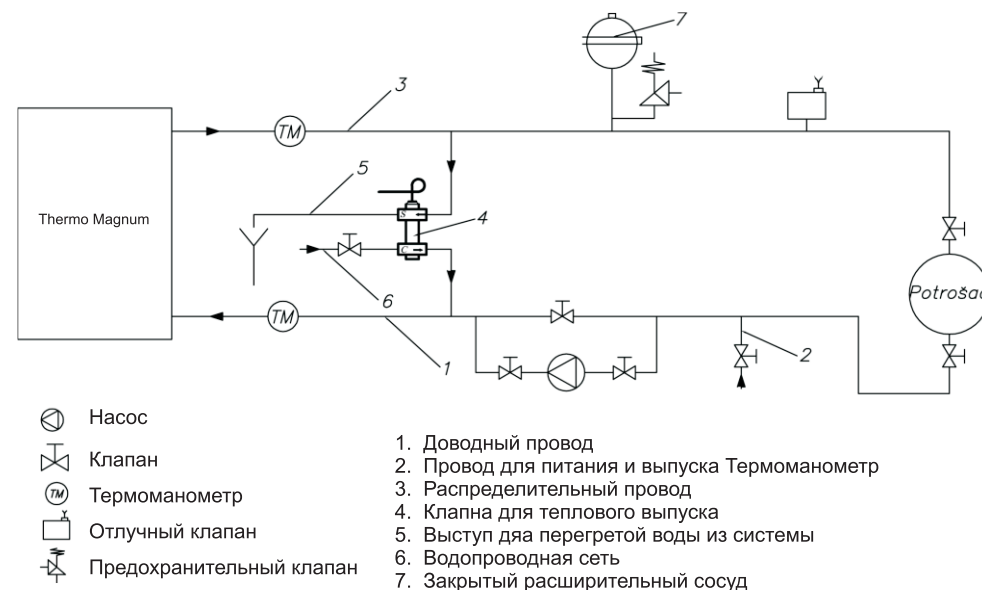 7
3
TM
5
Thermo Magnum
S
4
C
6
TM
1
2
Potrošač
Насос
Клапан
TM Термоманометр
Отлучный клапан
Предохранительный клапан
1. Доводный провод
2. Провод для питания и выпуска Термоманометр
3. Распределительный провод
4. Клапна для теплового выпуска
5. Выступ дяа перегретой воды из системы
6. Водопроводная сеть
7. Закрытый расширительный сосуд